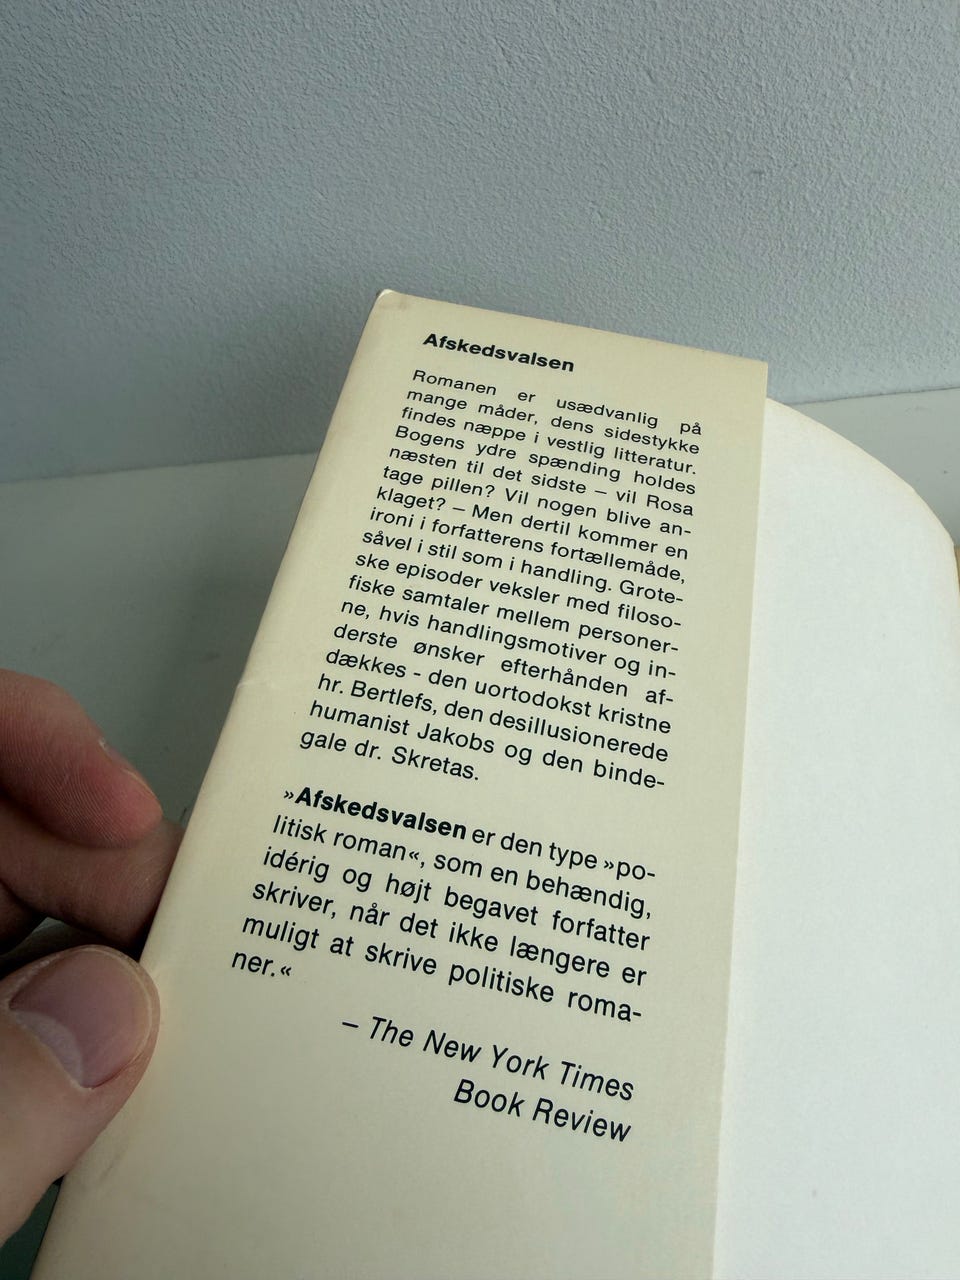 Afskedsvalsen
Romanen er usædvanlig på
mange måder, dens sidestykke
findes næppe i vestlig litteratur.
Bogens ydre spænding holdes
næsten til det sidste – vil Rosa
tage pillen? Vil nogen blive an-
klaget? – Men dertil kommer en
ironi i forfatterens fortællemåde,
såvel i stil som i handling. Grote-
ske episoder veksler med filoso-
fiske samtaler mellem personer-
ne, hvis handlingsmotiver og in-
derste ønsker efterhånden af-
dækkes - den uortodokst kristne
hr. Bertlefs, den desillusionerede
humanist Jakobs og den binde-
gale dr. Skretas.
»Afskedsvalsen er den type »po-
litisk roman«, som en behændig,
idérig og højt begavet forfatter
skriver, når det ikke længere er
muligt at skrive politiske roma-
ner.«
– The New York Times
Book Review